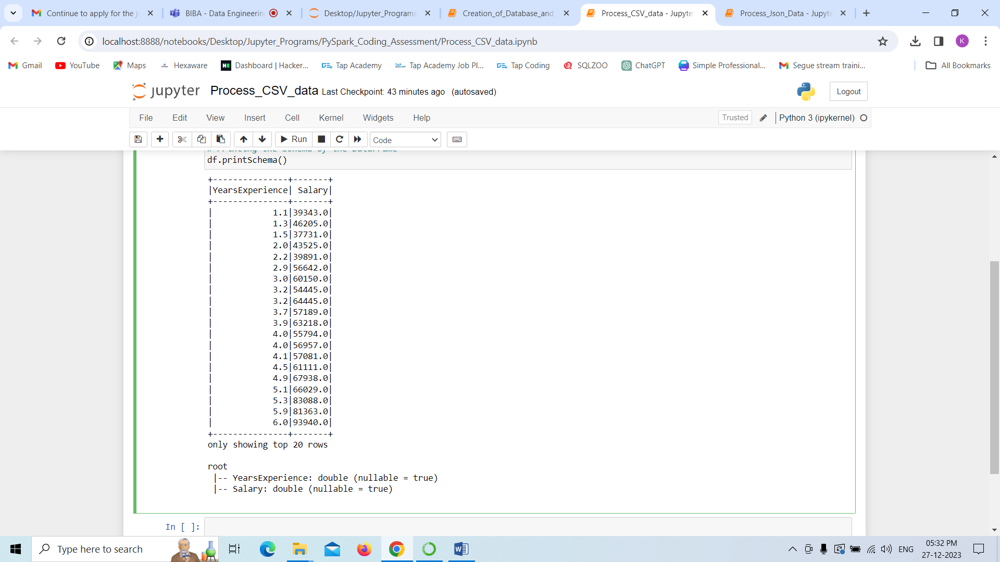 Continue to apply for the j
BIBA - Data Engineerin
Desktop/Jupyter_Programs
Creation_of_Database_and_
Process_CSV_data - Jupyter
Process_Json_Data - Jupyte
localhost:8888/notebooks/Desktop/Jupyter_Programs/PySpark_Coding_Assessment/Process_CSV_data.ipynb
K
Gmail YouTube Maps Hexaware Dashboard | Hacker... Tap Academy Tap Academy Job Pl... Tap Coding SQLZOO ChatGPT Simple Professional... Segue stream traini... All Bookmarks
jupyter Process_CSV_data Last Checkpoint: 43 minutes ago (autosaved) Logout
File Edit View Insert Cell Kernel Widgets Help Trusted Python 3 (ipykernel)
Run Code
# Printing the Schema of the DataFrame
df.printSchema()
+---------------+-------+
|YearsExperience| Salary|
+---------------+-------+
|            1.1|39343.0|
|            1.3|46205.0|
|            1.5|37731.0|
|            2.0|43525.0|
|            2.2|39891.0|
|            2.9|56642.0|
|            3.0|60150.0|
|            3.2|54445.0|
|            3.2|64445.0|
|            3.7|57189.0|
|            3.9|63218.0|
|            4.0|55794.0|
|            4.0|56957.0|
|            4.1|57081.0|
|            4.5|61111.0|
|            4.9|67938.0|
|            5.1|66029.0|
|            5.3|83088.0|
|            5.9|81363.0|
|            6.0|93940.0|
+---------------+-------+
only showing top 20 rows
root
 |-- YearsExperience: double (nullable = true)
 |-- Salary: double (nullable = true)
In [ ]:
Type here to search
ENG
05:32 PM
27-12-2023